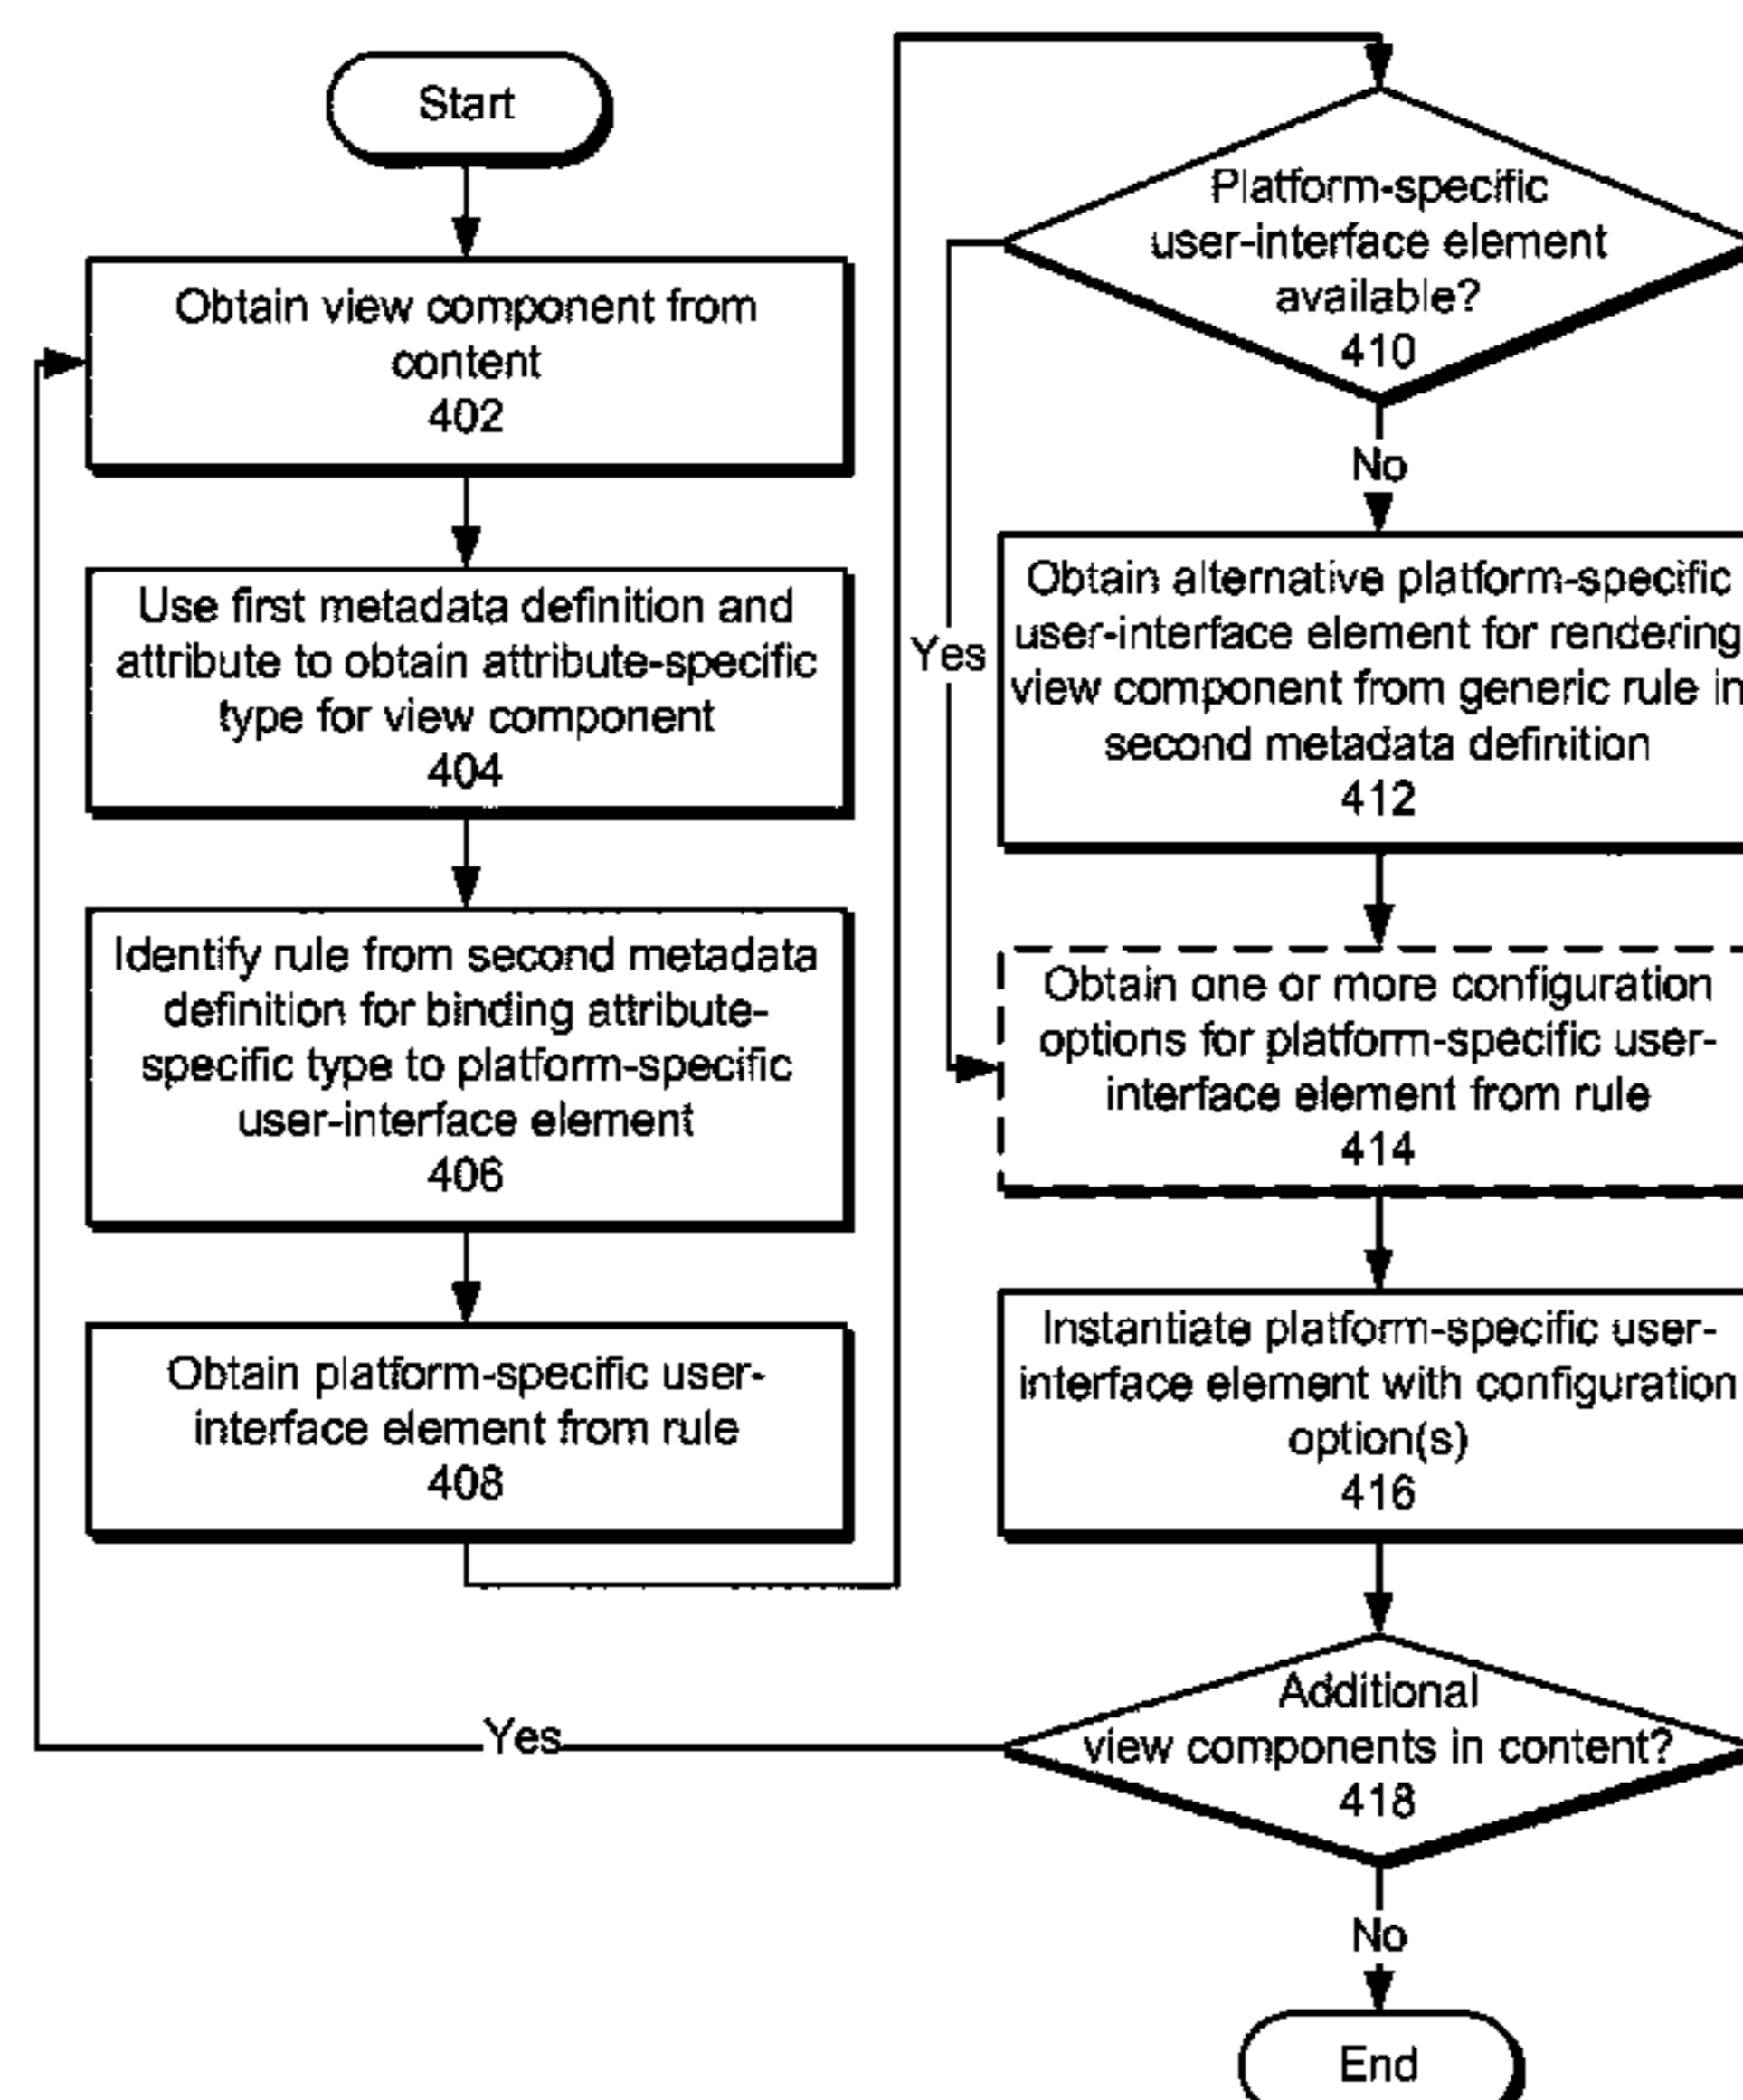 Start
Obtain view component from
content
402
Use first metadata definition and
attribute to obtain attribute-specific
type for view component
404
Identify rule from second metadata
definition for binding attribute-
specific type to platform-specific
user-interface element
406
Obtain platform-specific user-
interface element from rule
408
Platform-specific
user-interface element
available?
410
Yes
No
Obtain alternative platform-specific
user-interface element for rendering
view component from generic rule in
second metadata definition
412
Obtain one or more configuration
options for platform-specific user-
interface element from rule
414
Instantiate platform-specific user-
interface element with configuration
option(s)
416
Additional
view components in content?
418
Yes
No
End